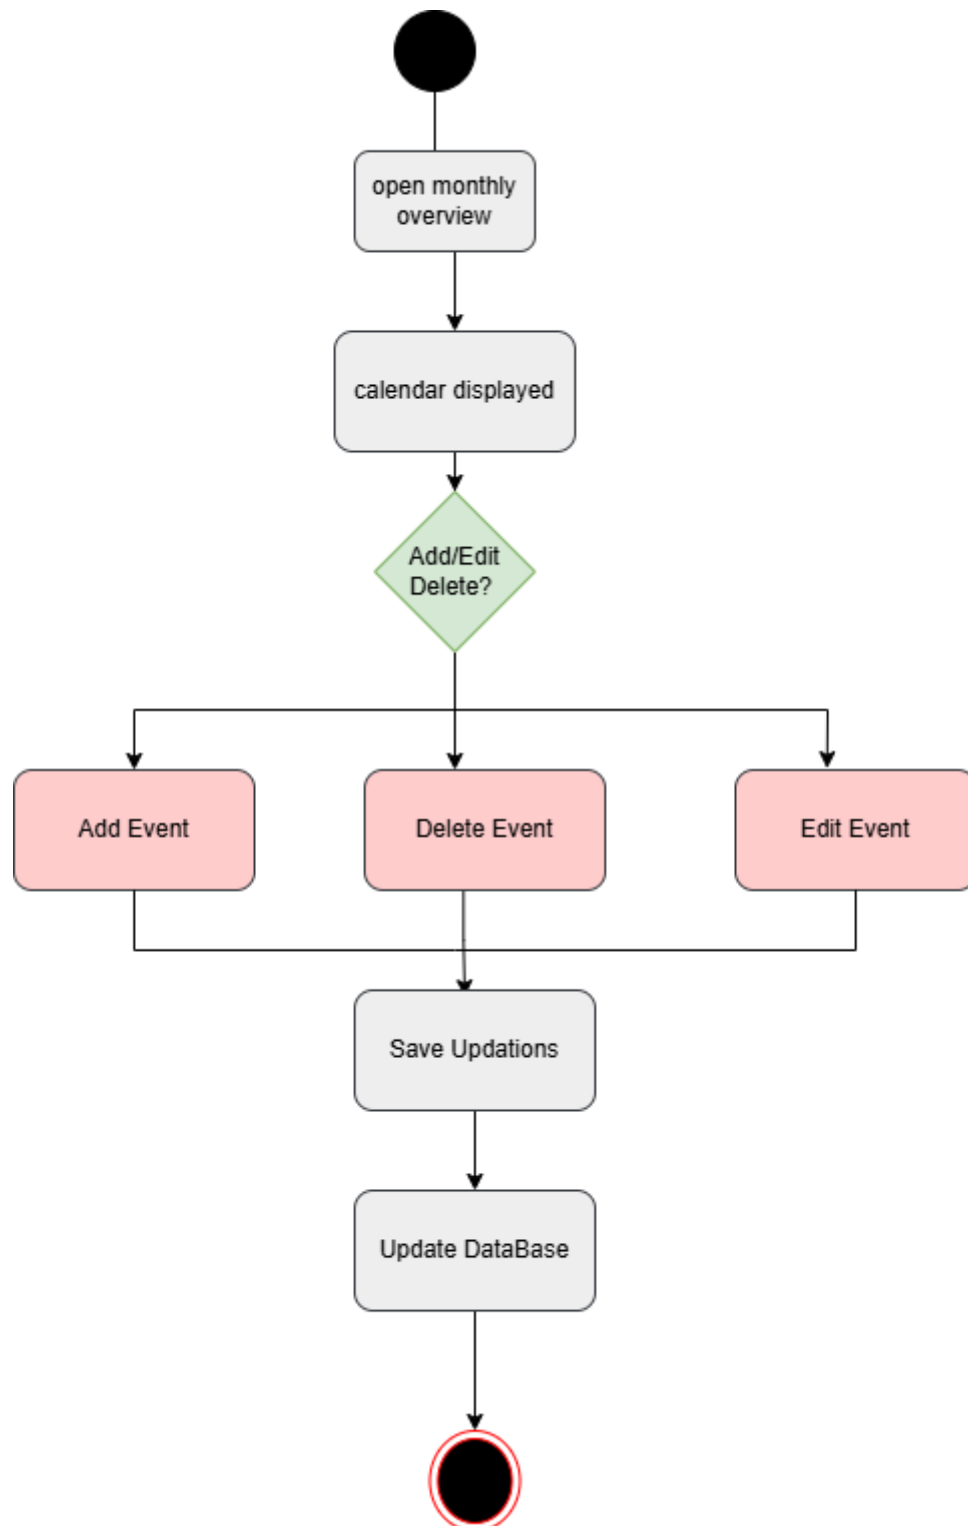 open monthly
overview
calendar displayed
Add/Edit
Delete?
Add Event
Delete Event
Edit Event
Save Updations
Update DataBase